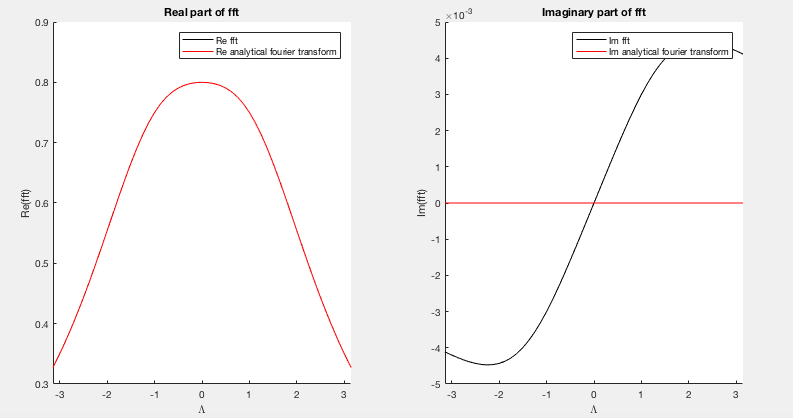 Real part of fft
0.9
0.8
0.7
0.6
0.5
0.4
0.3
Re(fft)
Re fft
Re analytical fourier transform
-3 -2 -1 0 1 2 3
Λ
Imaginary part of fft
×10-3
5
4
3
2
1
0
-1
-2
-3
-4
-5
Im(fft)
Im fft
Im analytical fourier transform
-3 -2 -1 0 1 2 3
Λ